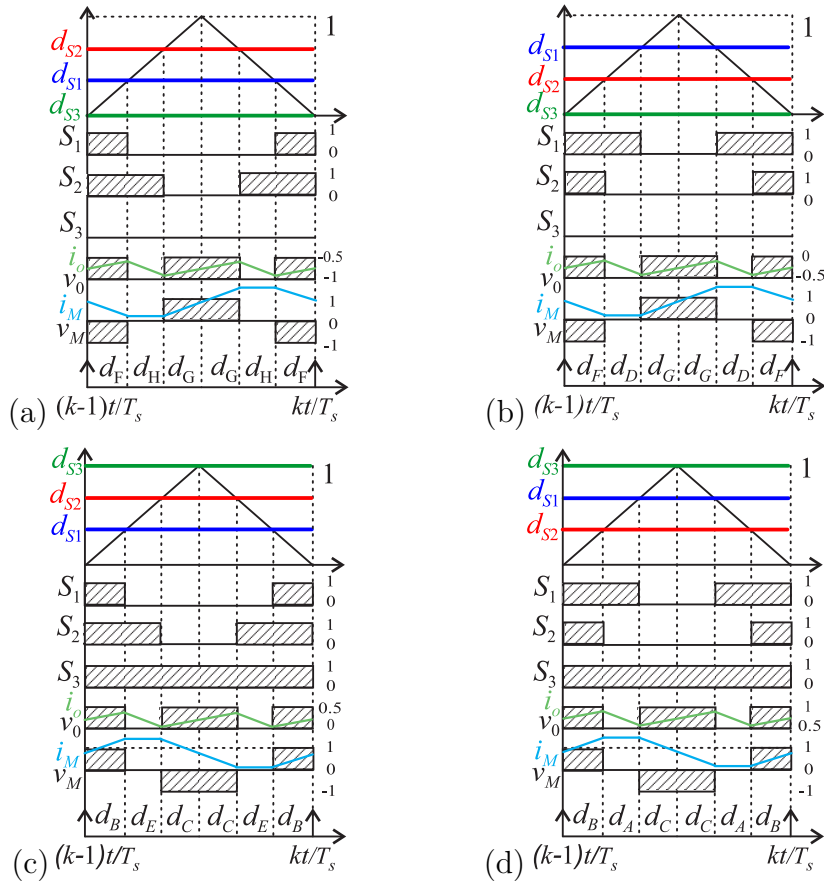 1
d_S2
d_S1
d_S3
S_1 1 0
S_2 1 0
S_3
i_o -0.5
v_0 -1
i_M 1 0
v_M -1
d_F d_H d_G d_G d_H d_F
(a) (k-1)t/T_s kt/T_s
1
d_S1
d_S2
d_S3
S_1 1 0
S_2 1 0
S_3
i_o 0
v_0 -0.5
i_M 1 0
v_M -1
d_F d_D d_G d_G d_D d_F
(b) (k-1)t/T_s kt/T_s
d_S3 1
d_S2
d_S1
S_1 1 0
S_2 1 0
S_3 1 0
i_o 0.5
v_0 0
i_M 1 0
v_M -1
d_B d_E d_C d_C d_E d_B
(c) (k-1)t/T_s kt/T_s
d_S3 1
d_S1
d_S2
S_1 1 0
S_2 1 0
S_3 1 0
i_o 1
v_0 0.5
i_M 1 0
v_M -1
d_B d_A d_C d_C d_A d_B
(d) (k-1)t/T_s kt/T_s